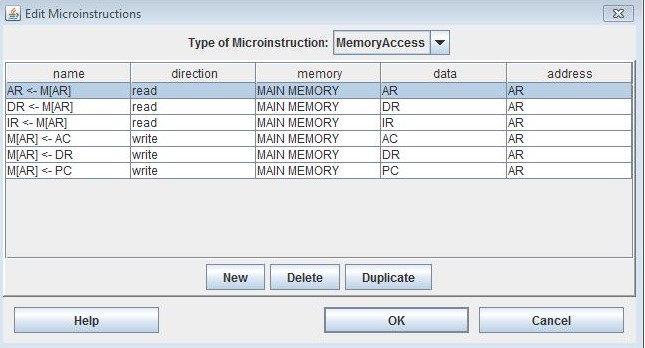 Edit Microinstructions
Type of Microinstruction: MemoryAccess
name direction memory data address
AR <- M[AR] read MAIN MEMORY AR AR
DR <- M[AR] read MAIN MEMORY DR AR
IR <- M[AR] read MAIN MEMORY IR AR
M[AR] <- AC write MAIN MEMORY AC AR
M[AR] <- DR write MAIN MEMORY DR AR
M[AR] <- PC write MAIN MEMORY PC AR
New Delete Duplicate
Help OK Cancel